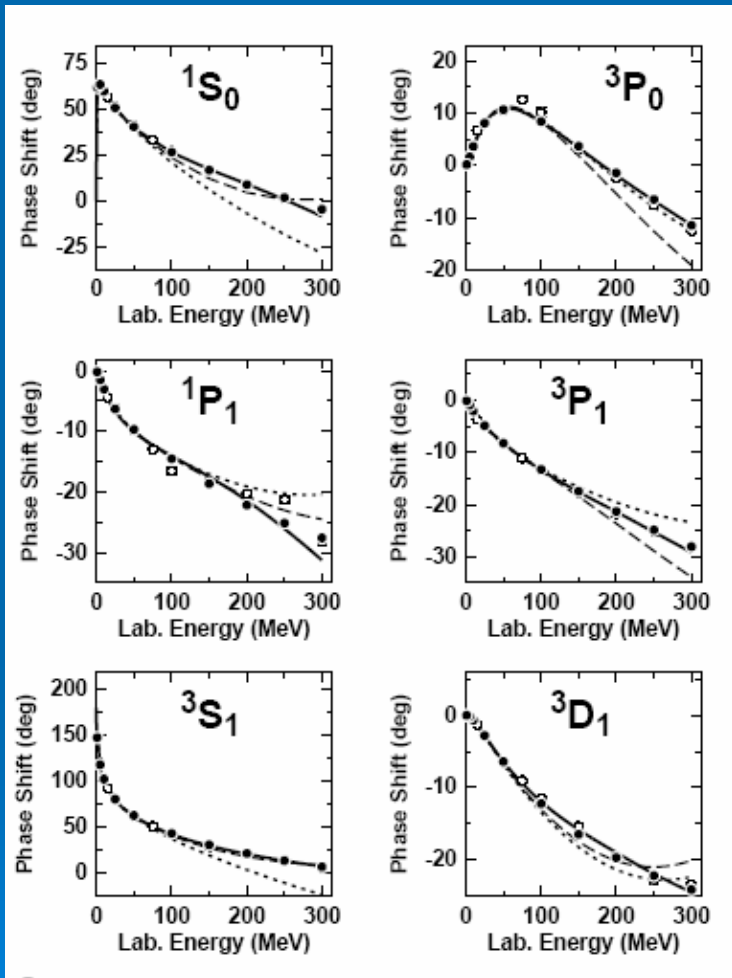 ¹S₀
Phase Shift (deg)
75
50
25
0
-25
0 100 200 300
Lab. Energy (MeV)
³P₀
Phase Shift (deg)
20
10
0
-10
-20
0 100 200 300
Lab. Energy (MeV)
¹P₁
Phase Shift (deg)
0
-10
-20
-30
0 100 200 300
Lab. Energy (MeV)
³P₁
Phase Shift (deg)
0
-10
-20
-30
0 100 200 300
Lab. Energy (MeV)
³S₁
Phase Shift (deg)
200
150
100
50
0
0 100 200 300
Lab. Energy (MeV)
³D₁
Phase Shift (deg)
0
-10
-20
0 100 200 300
Lab. Energy (MeV)